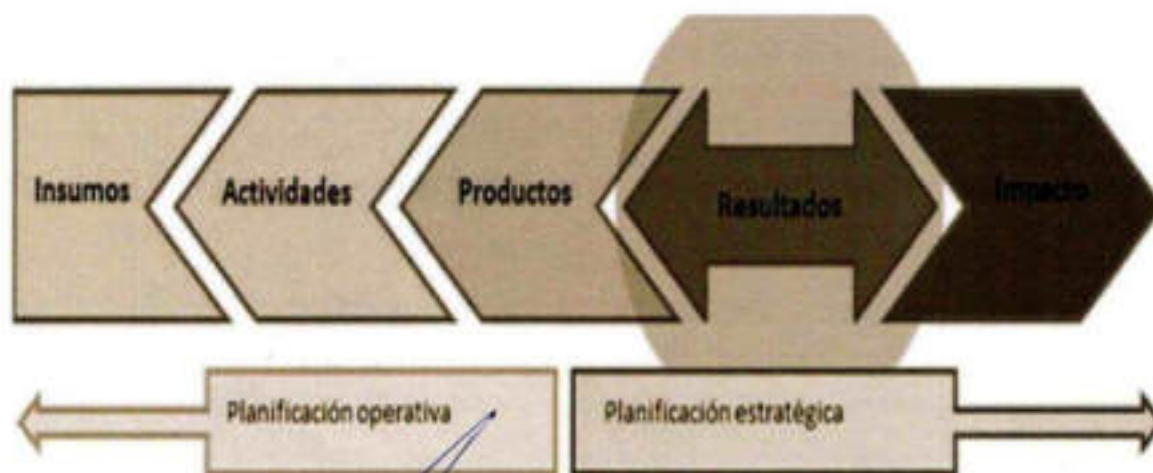 Insumos
Actividades
Productos
Resultados
Impacto
Planificación operativa
Planificación estratégica